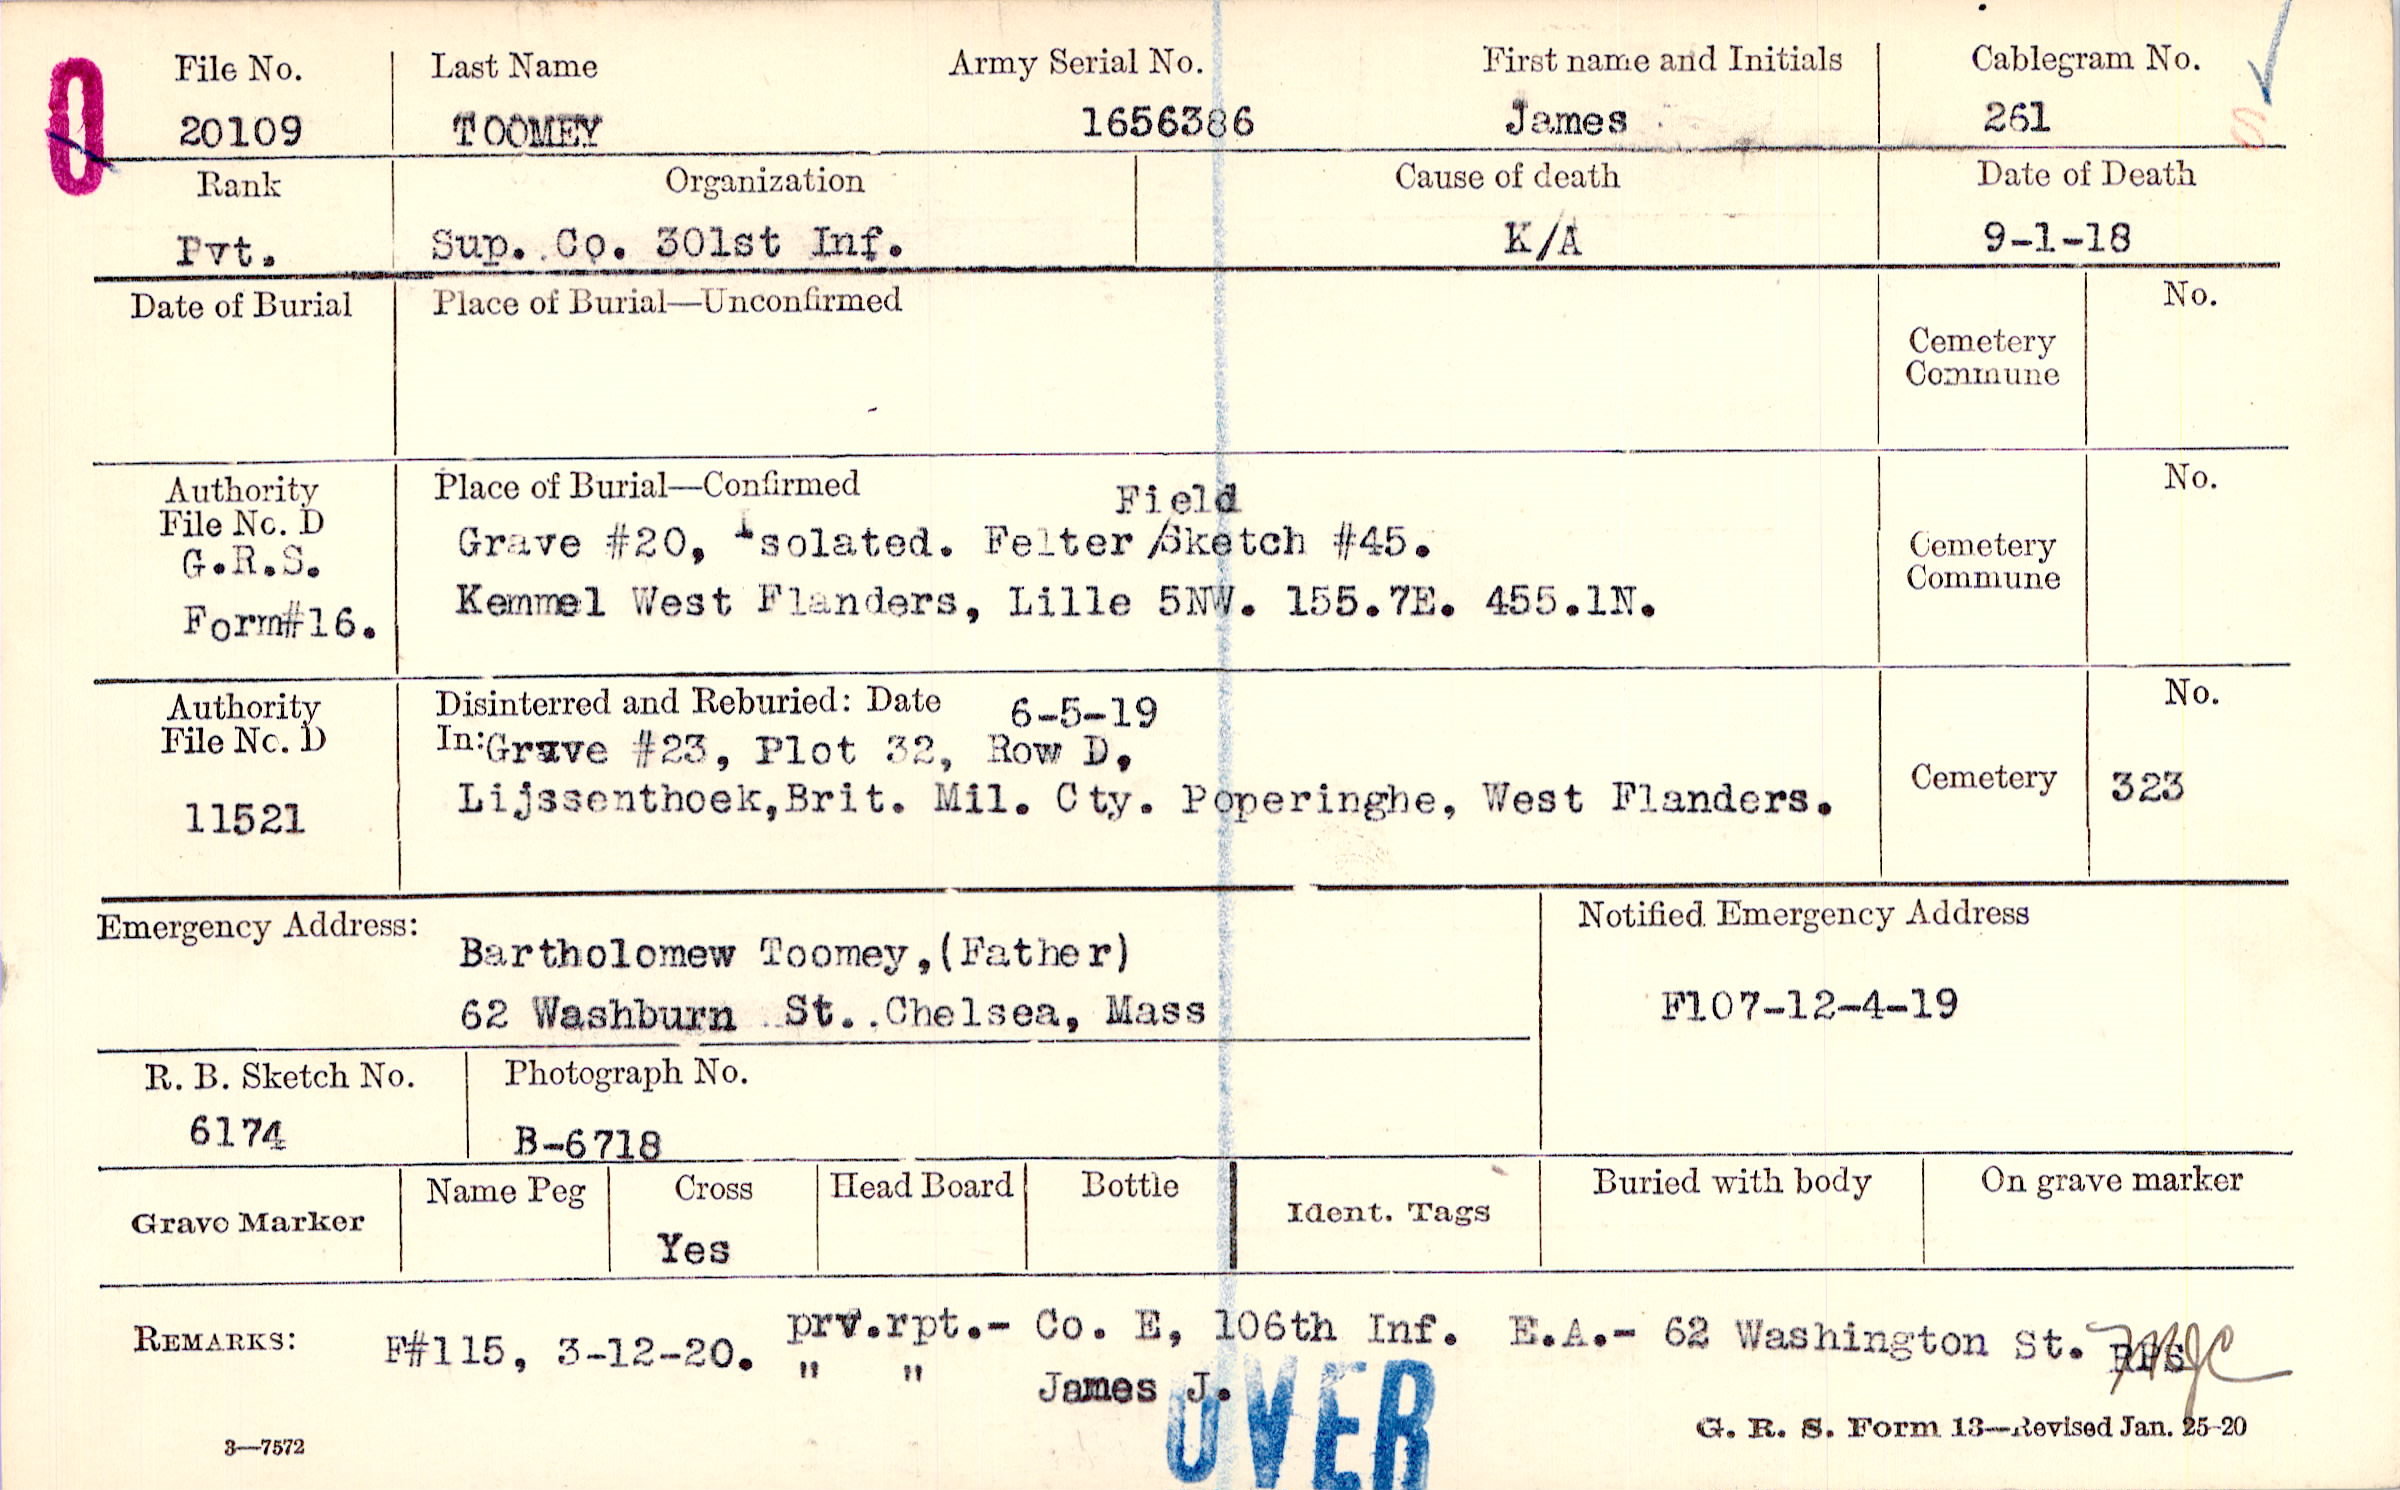 File No. Last Name Army Serial No. First name and Initials Cablegram No.
20109 TOOMEY 1656386 James 261
Rank Organization Cause of death Date of Death
Pvt. Sup. Co. 301st Inf. K/A 9-1-18
Date of Burial Place of Burial—Unconfirmed No.
Cemetery
Commune
Authority Place of Burial—Confirmed Field No.
File No. D Grave #20, Isolated. Felter/Sketch #45. Cemetery
G.R.S. Commune
Form#16. Kemmel West Flanders, Lille 5NW. 155.7E. 455.1N.
Authority Disinterred and Reburied: Date 6-5-19 No.
File No. D In: Grave #23, Plot 32, Row D,
11521 Lijssenthoek,Brit. Mil. Cty. Poperinghe, West Flanders. Cemetery 323
Emergency Address: Notified Emergency Address
Bartholomew Toomey,(Father)
62 Washburn St. Chelsea, Mass F107-12-4-19
R. B. Sketch No. Photograph No.
6174 B-6718
Grave Marker Name Peg Cross Head Board Bottle Ident. Tags Buried with body On grave marker
Yes
REMARKS: F#115, 3-12-20. prv.rpt.- Co. E, 106th Inf. E.A.- 62 Washington St.
" " James J.
OVER
3—7572 G. R. S. Form 13—Revised Jan. 25-20